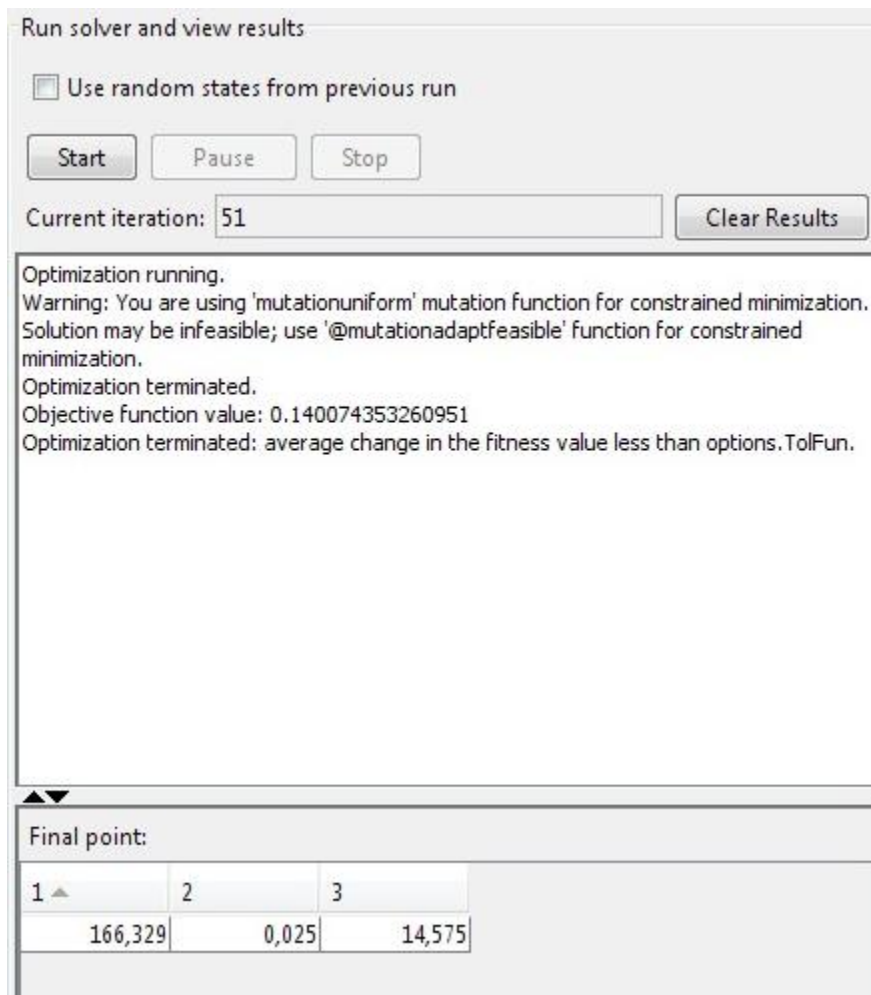 Run solver and view results
Use random states from previous run
Start Pause Stop
Current iteration: 51 Clear Results
Optimization running.
Warning: You are using 'mutationuniform' mutation function for constrained minimization.
Solution may be infeasible; use '@mutationadaptfeasible' function for constrained
minimization.
Optimization terminated.
Objective function value: 0.140074353260951
Optimization terminated: average change in the fitness value less than options.TolFun.
Final point:
1 2 3
166,329 0,025 14,575